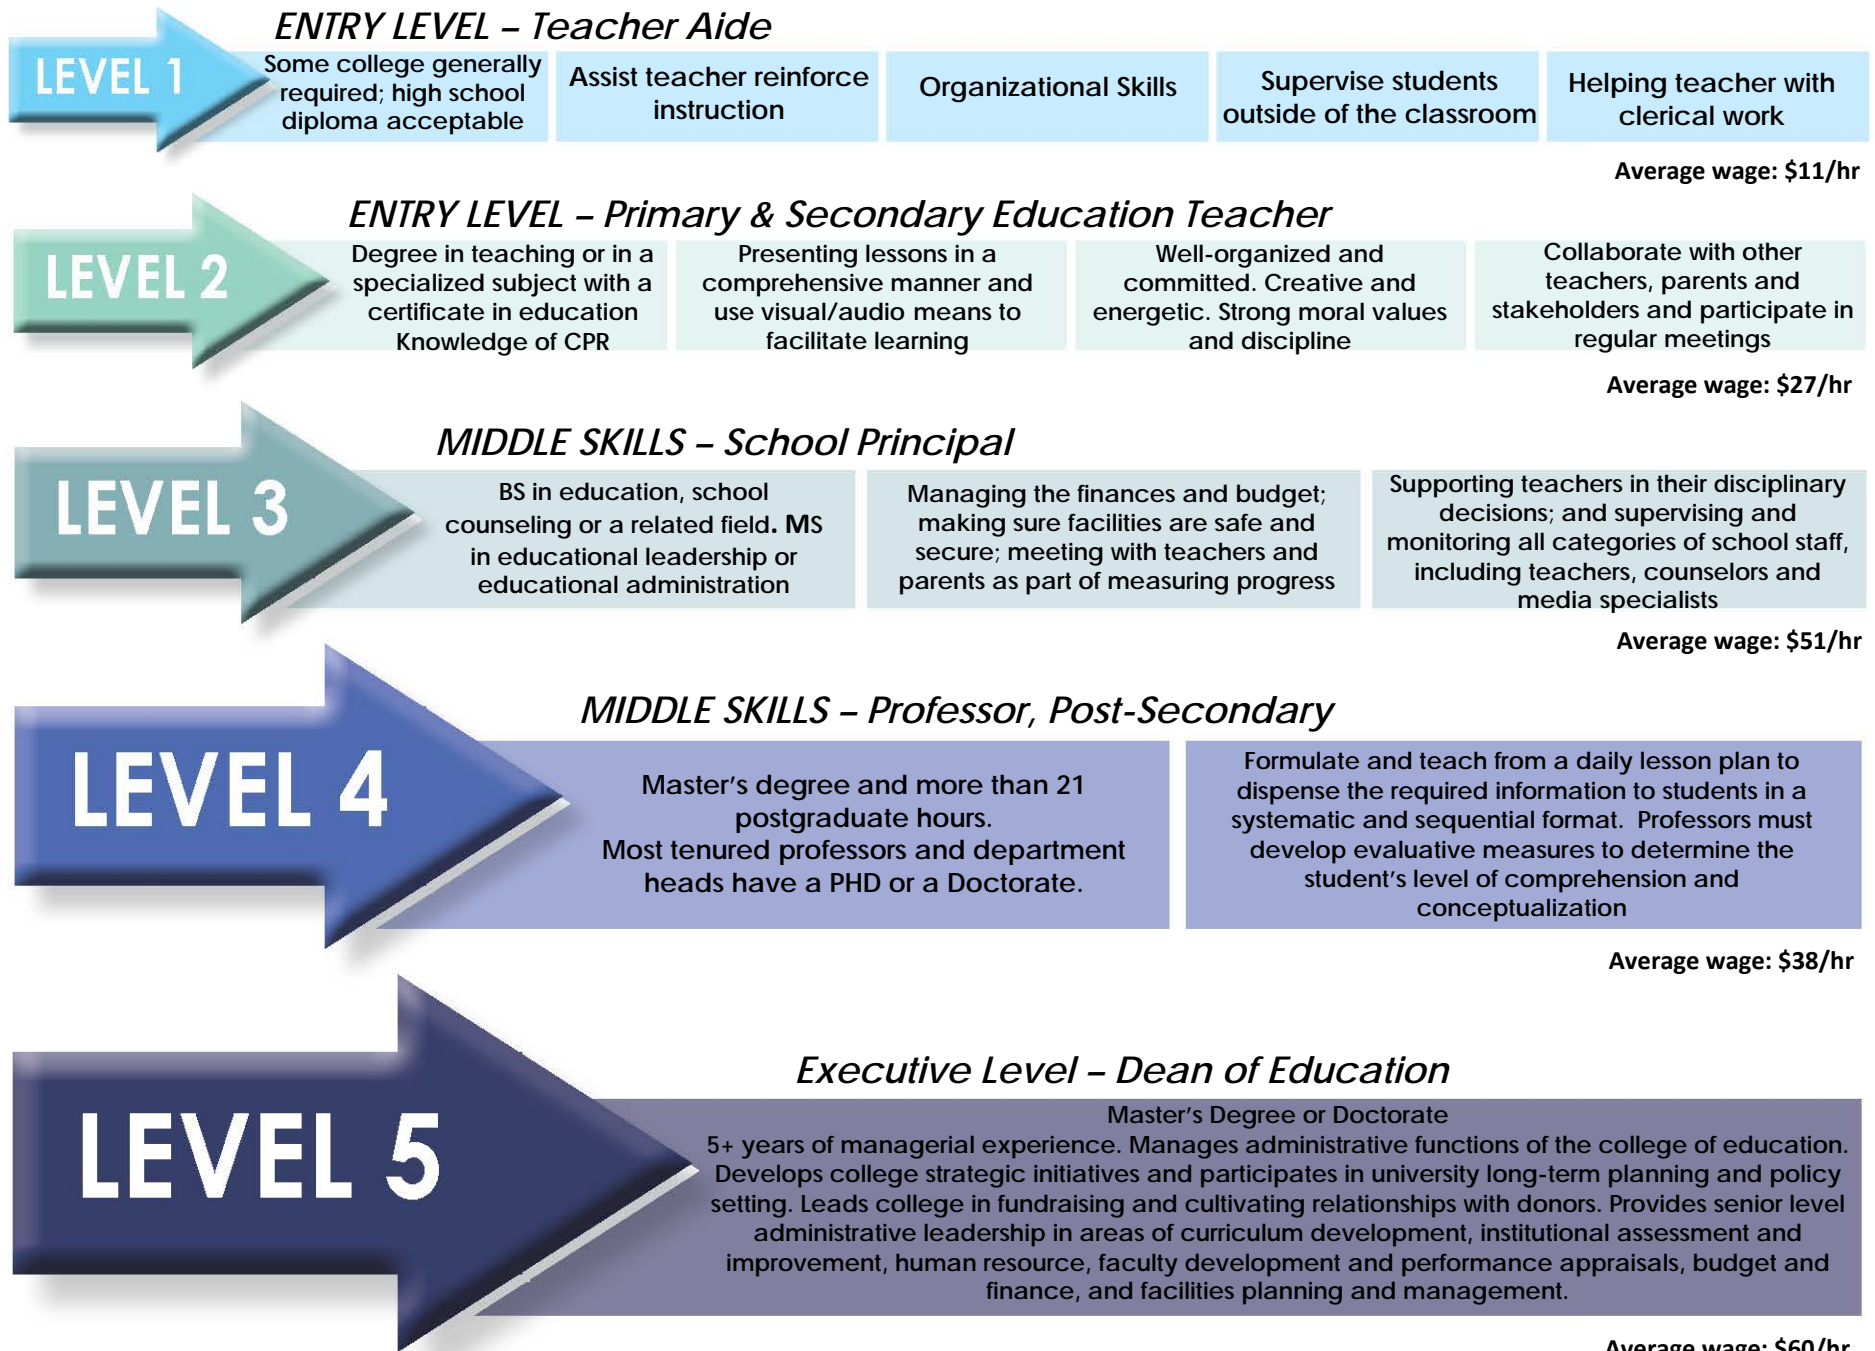 ENTRY LEVEL – Teacher Aide
LEVEL 1
Some college generally
required; high school
diploma acceptable
Assist teacher reinforce
instruction
Organizational Skills
Supervise students
outside of the classroom
Helping teacher with
clerical work
Average wage: $11/hr
ENTRY LEVEL – Primary & Secondary Education Teacher
LEVEL 2
Degree in teaching or in a
specialized subject with a
certificate in education
Knowledge of CPR
Presenting lessons in a
comprehensive manner and
use visual/audio means to
facilitate learning
Well-organized and
committed. Creative and
energetic. Strong moral values
and discipline
Collaborate with other
teachers, parents and
stakeholders and participate in
regular meetings
Average wage: $27/hr
MIDDLE SKILLS – School Principal
LEVEL 3
BS in education, school
counseling or a related field. MS
in educational leadership or
educational administration
Managing the finances and budget;
making sure facilities are safe and
secure; meeting with teachers and
parents as part of measuring progress
Supporting teachers in their disciplinary
decisions; and supervising and
monitoring all categories of school staff,
including teachers, counselors and
media specialists
Average wage: $51/hr
MIDDLE SKILLS – Professor, Post-Secondary
LEVEL 4
Master's degree and more than 21
postgraduate hours.
Most tenured professors and department
heads have a PHD or a Doctorate.
Formulate and teach from a daily lesson plan to
dispense the required information to students in a
systematic and sequential format. Professors must
develop evaluative measures to determine the
student's level of comprehension and
conceptualization
Average wage: $38/hr
Executive Level – Dean of Education
LEVEL 5
Master's Degree or Doctorate
5+ years of managerial experience. Manages administrative functions of the college of education.
Develops college strategic initiatives and participates in university long-term planning and policy
setting. Leads college in fundraising and cultivating relationships with donors. Provides senior level
administrative leadership in areas of curriculum development, institutional assessment and
improvement, human resource, faculty development and performance appraisals, budget and
finance, and facilities planning and management.
Average wage: $60/hr